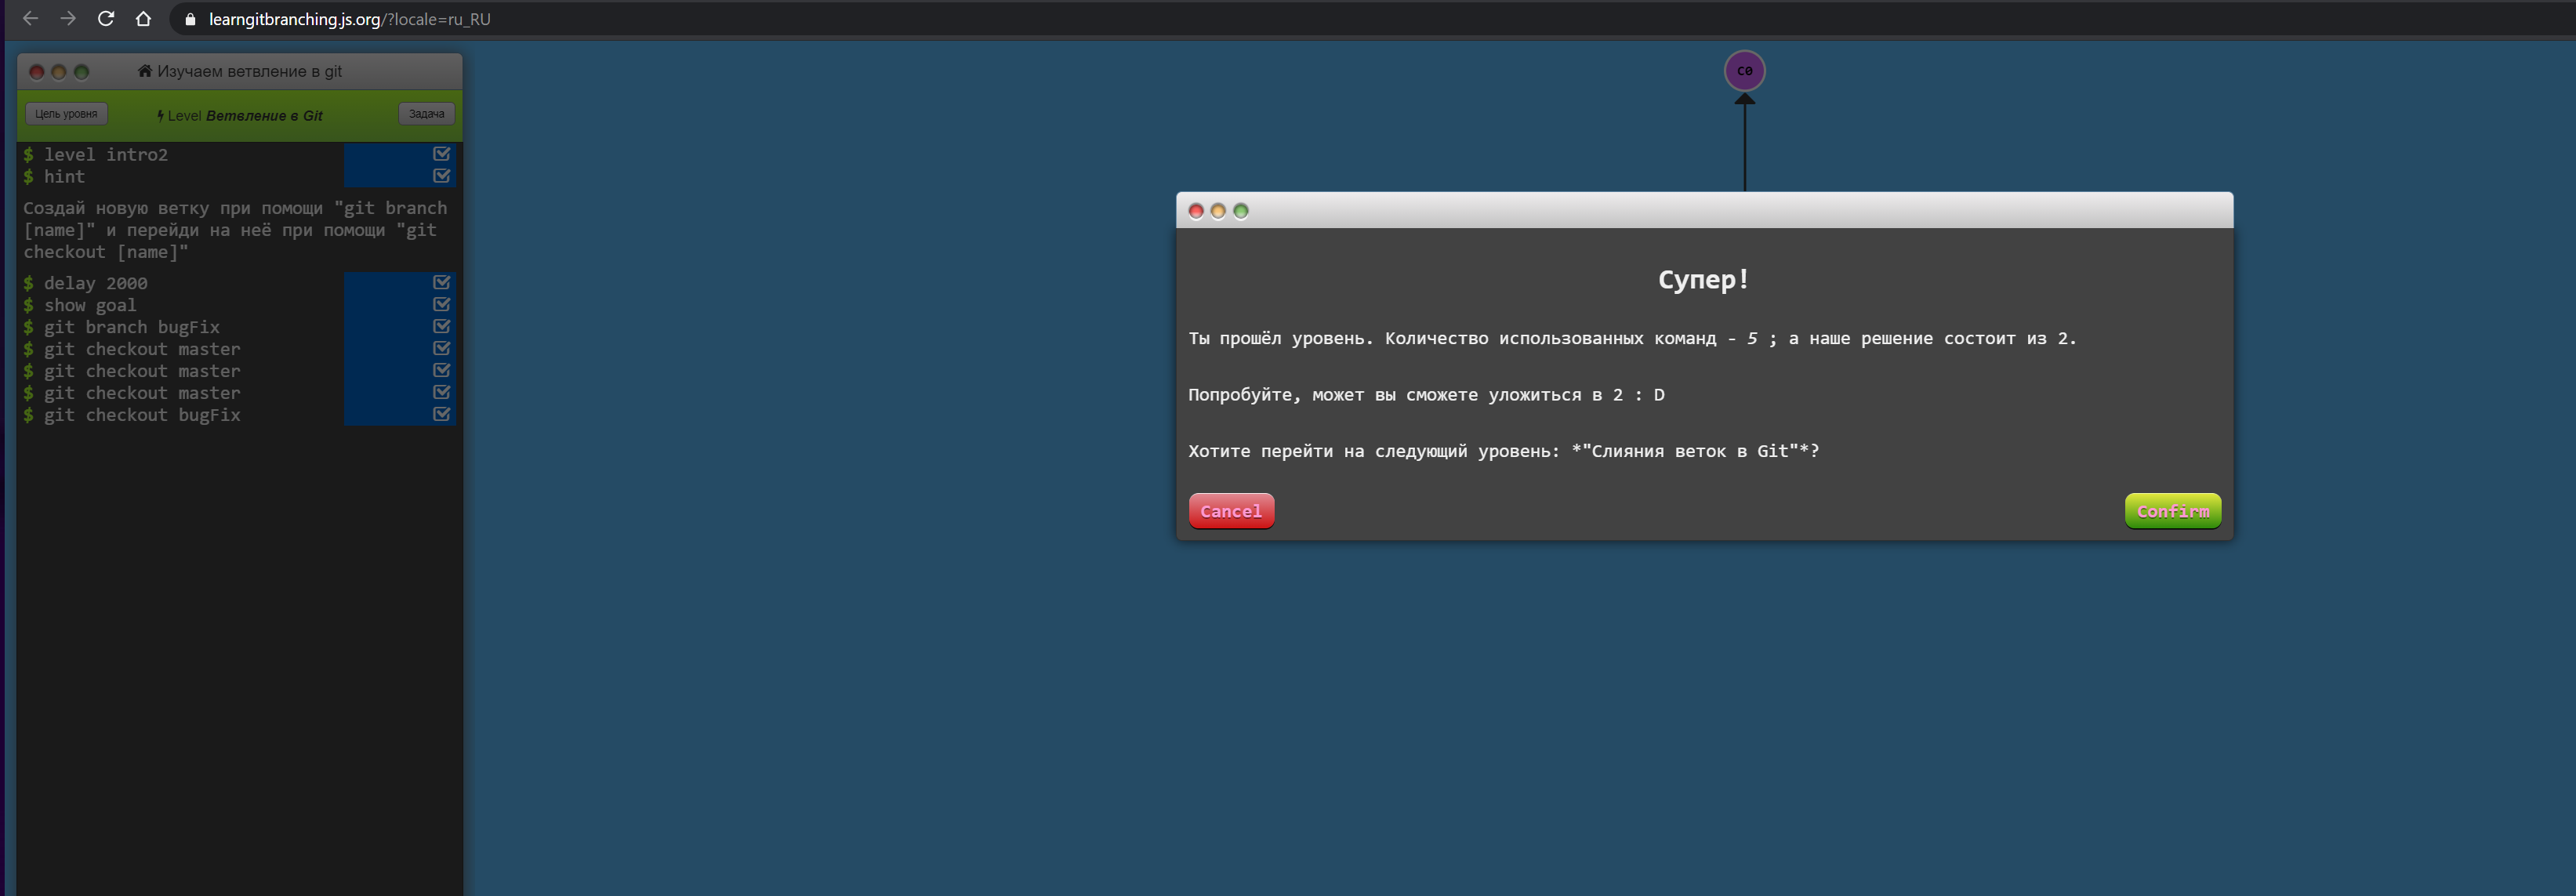 learngitbranching.js.org/?locale=ru_RU
C0
Изучаем ветвление в git
Цель уровня
Level Ветвление в Git
Задача
$ level intro2
$ hint
Создай новую ветку при помощи "git branch
[name]" и перейди на неё при помощи "git
checkout [name]"
$ delay 2000
$ show goal
$ git branch bugFix
$ git checkout master
$ git checkout master
$ git checkout master
$ git checkout bugFix
Супер!
Ты прошёл уровень. Количество использованных команд - 5 ; а наше решение состоит из 2.
Попробуйте, может вы сможете уложиться в 2 : D
Хотите перейти на следующий уровень: *"Слияния веток в Git"*?
Cancel
Confirm